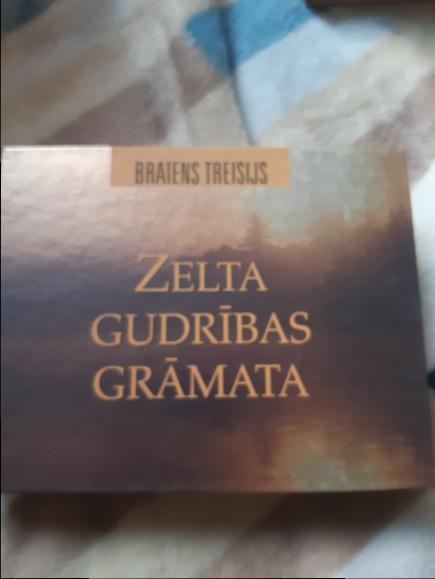 BRAIENS TREISIJS
ZELTA
GUDRĪBAS
GRĀMATA